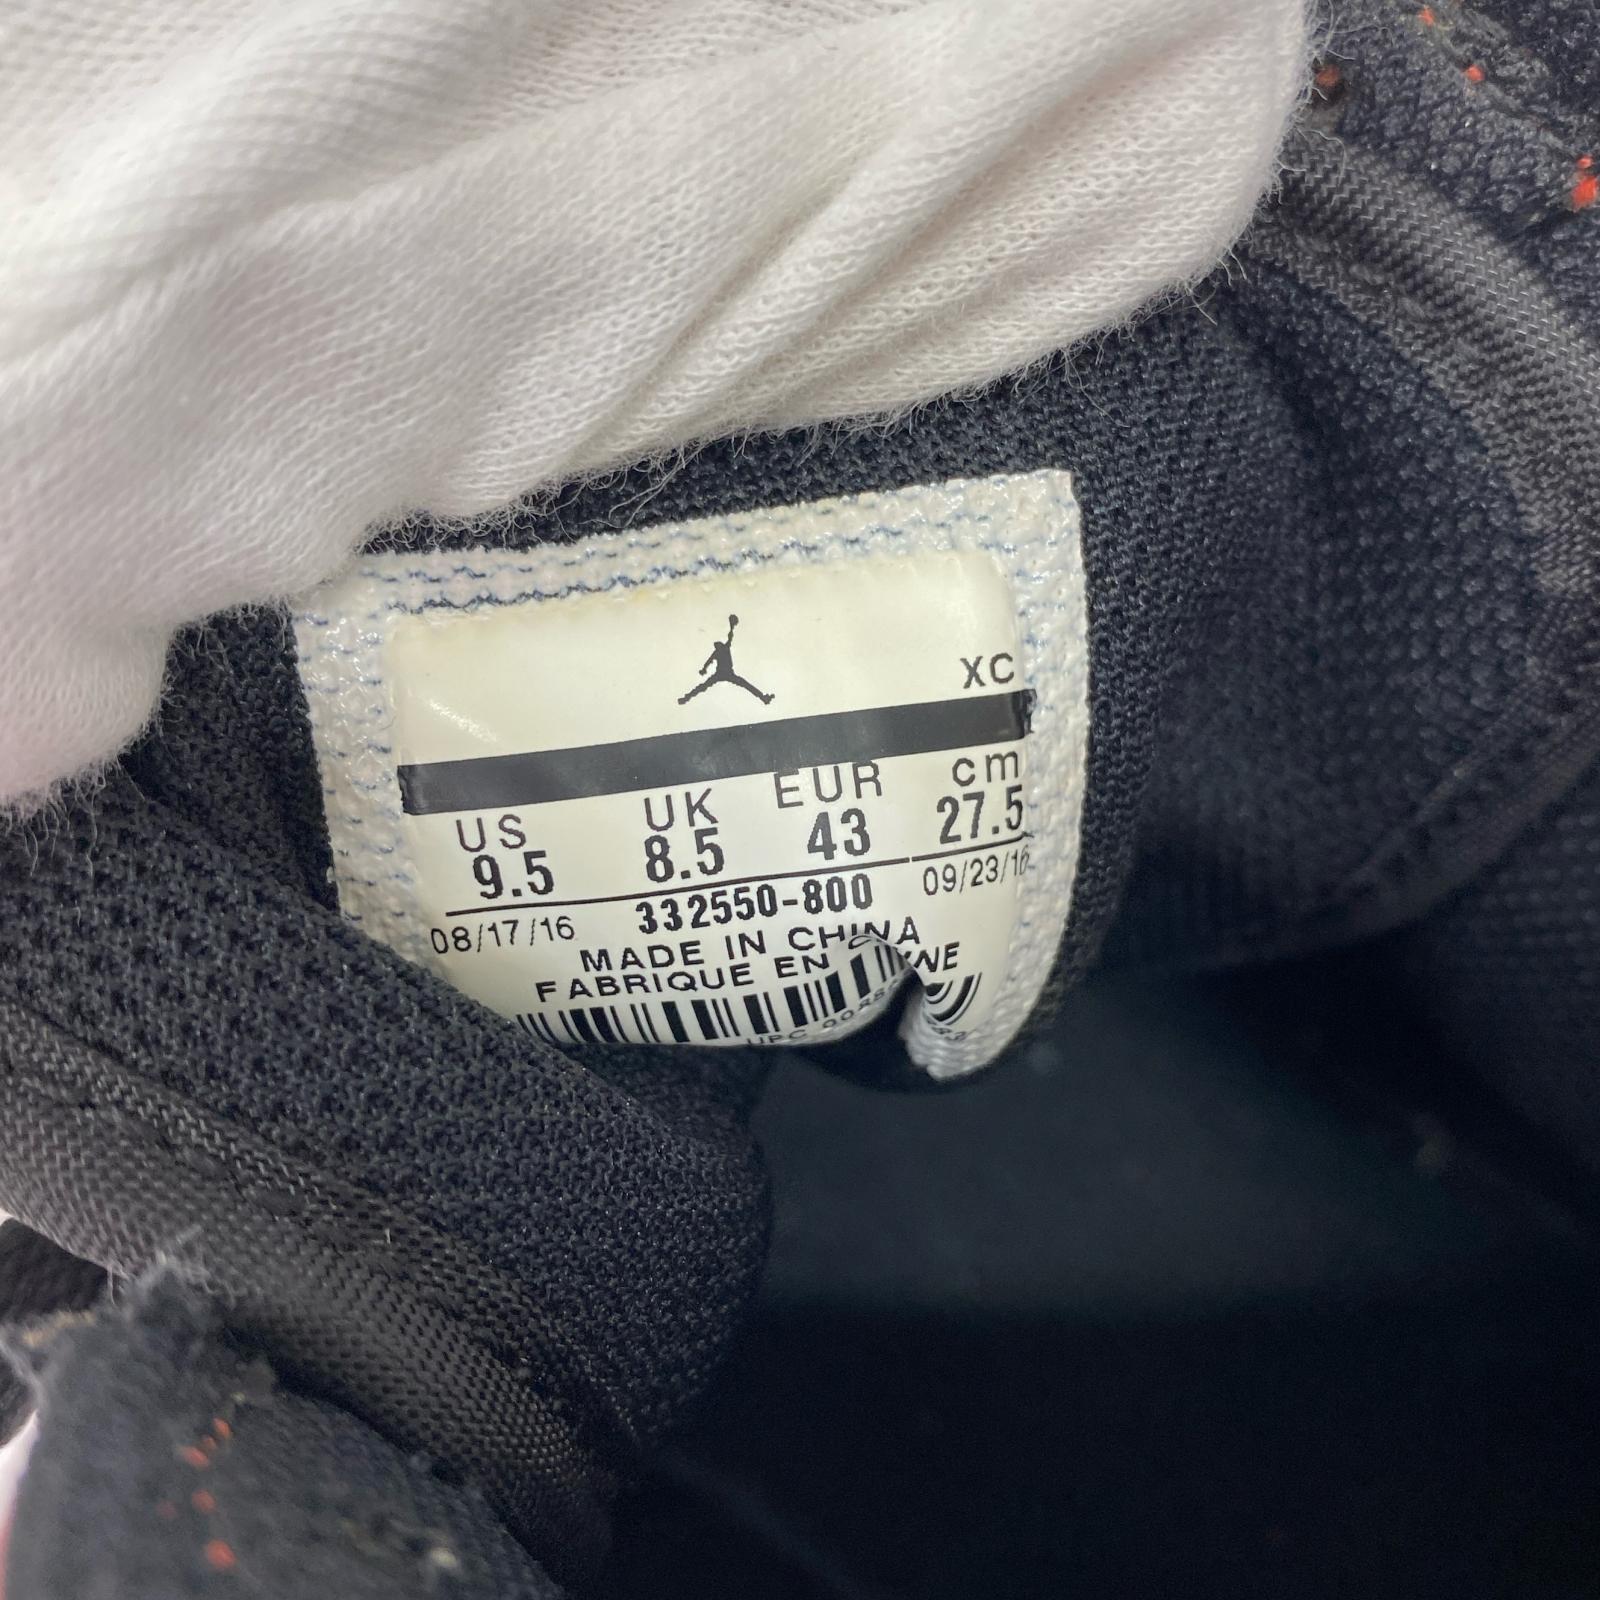 XC
US UK EUR cm
9.5 8.5 43 27.5
08/17/16 332550-800 09/23/16
MADE IN CHINA
FABRIQUE EN
UPC